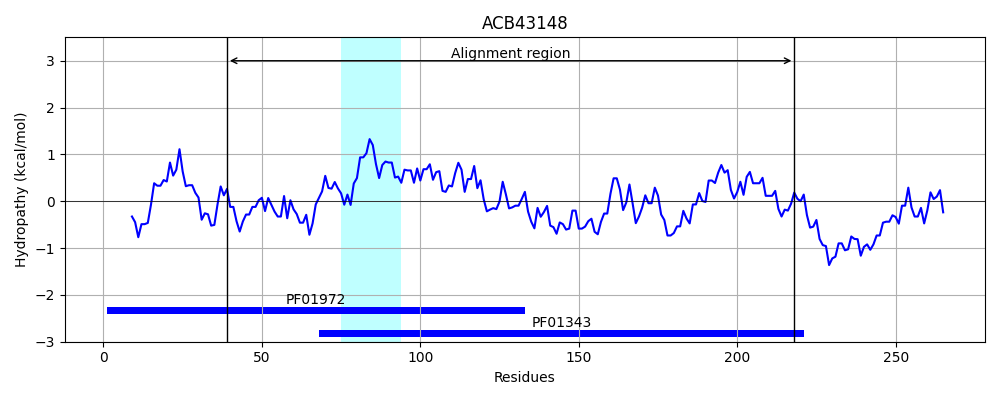 ACB43148
Alignment region
Hydropathy (kcal/mol)
3
2
1
0
−1
−2
−3
PF01972
PF01343
0 50 100 150 200 250
Residues